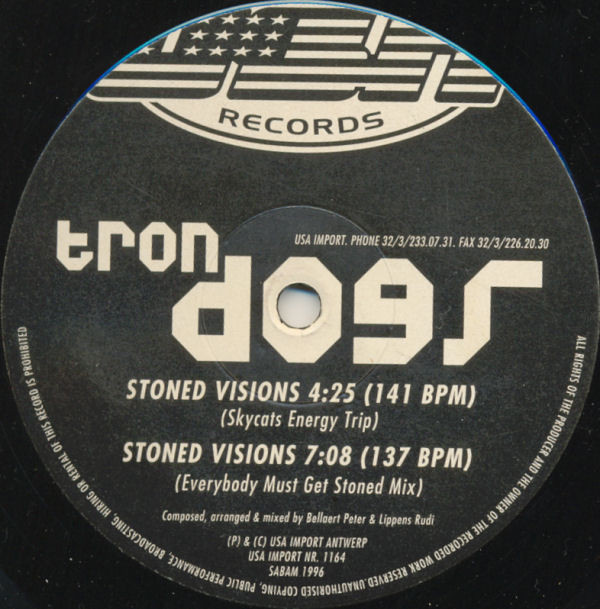 USA
RECORDS
tron
USA IMPORT. PHONE 32/3/233.07.31. FAX 32/3/226.20.30
dogs
STONED VISIONS 4:25 (141 BPM)
(Skycats Energy Trip)
STONED VISIONS 7:08 (137 BPM)
(Everybody Must Get Stoned Mix)
Composed, arranged & mixed by Bellaert Peter & Lippens Rudi
(P) & (C) USA IMPORT ANTWERP
USA IMPORT NR. 1164
SABAM 1996
ALL RIGHTS OF THE PRODUCER AND THE OWNER OF THE RECORDED WORK RESERVED.UNAUTHORISED COPYING, PUBLIC PERFORMANCE, BROADCASTING, HIRING OR RENTAL OF THIS RECORD IS PROHIBITED